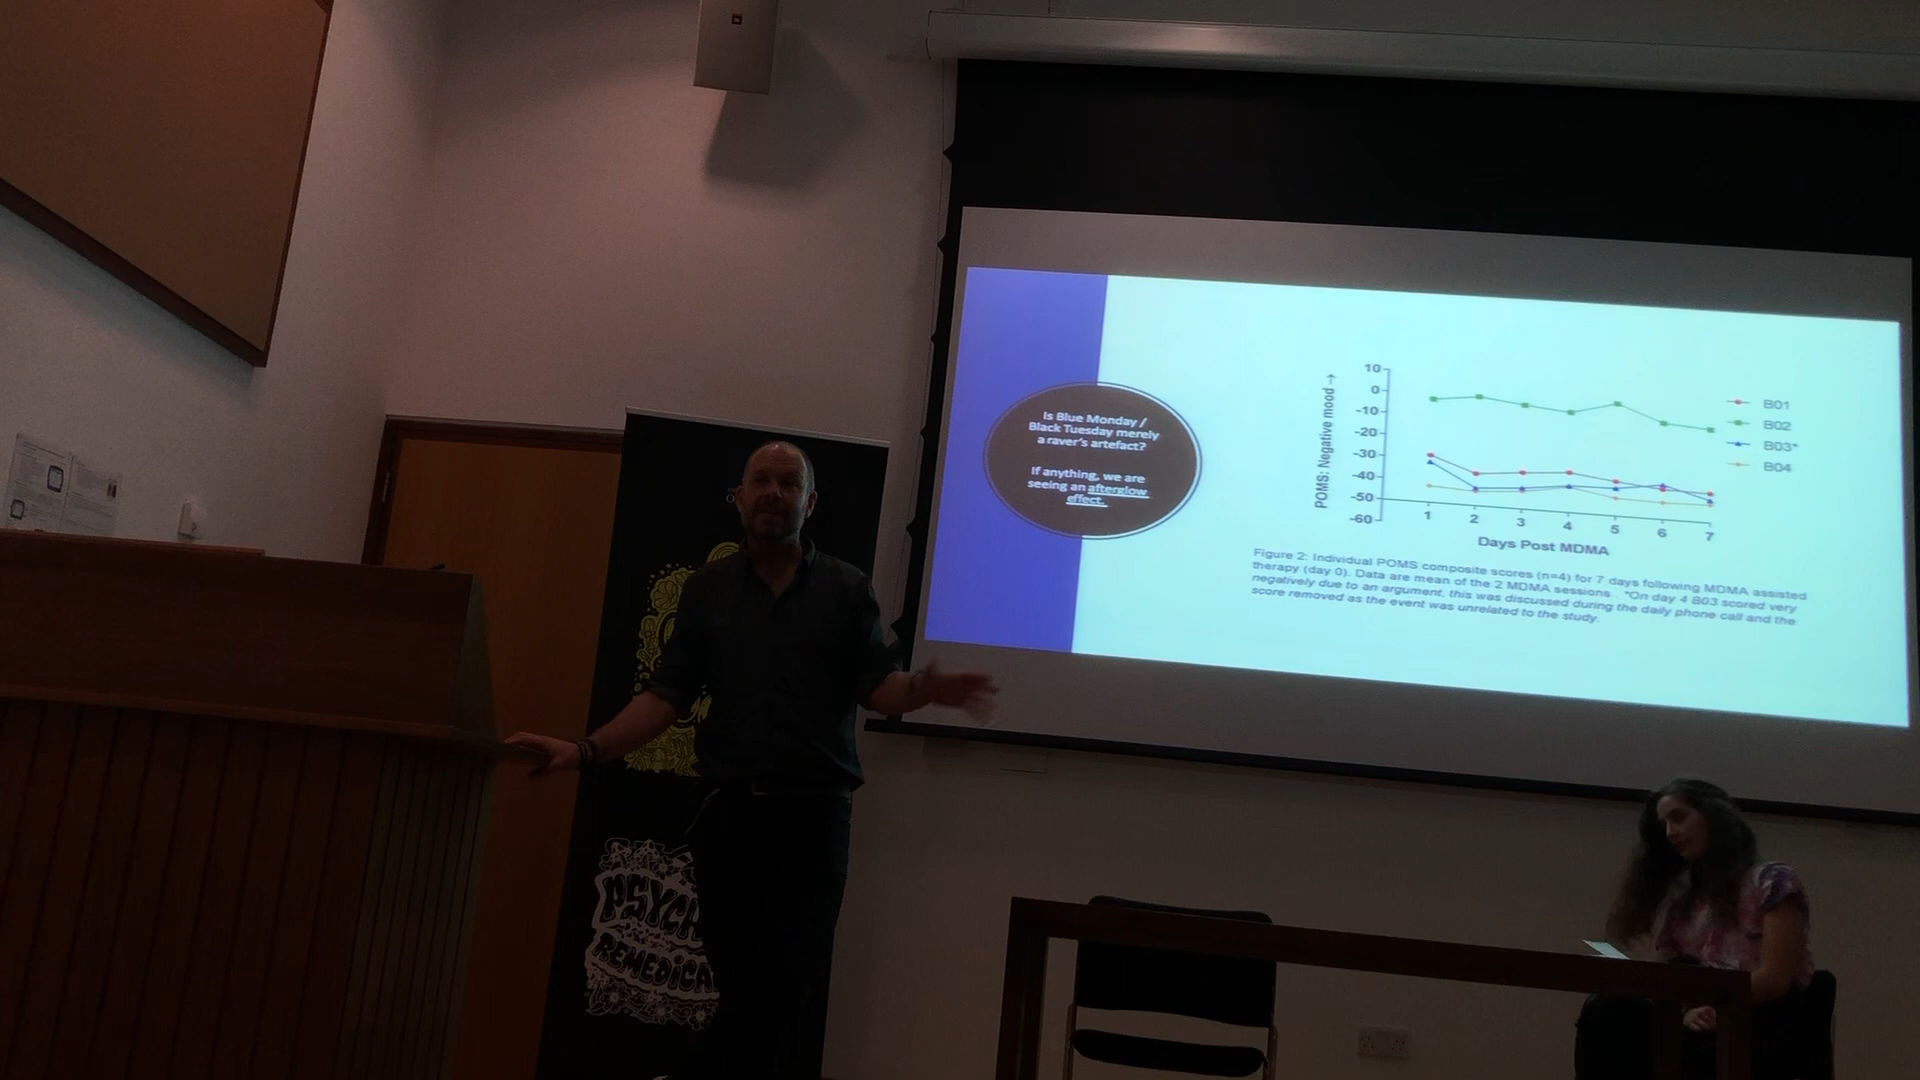 Is Blue Monday /
Black Tuesday merely
a raver's artefact?
If anything, we are
seeing an afterglow
effect.
POMS: Negative mood →
10
0
-10
-20
-30
-40
-50
-60
1 2 3 4 5 6 7
Days Post MDMA
B01
B02
B03*
B04
Figure 2: Individual POMS composite scores (n=4) for 7 days following MDMA assisted
therapy (day 0). Data are mean of the 2 MDMA sessions. *On day 4 B03 scored very
negatively due to an argument, this was discussed during the daily phone call and the
score removed as the event was unrelated to the study.
PSYCH
REMEDICA